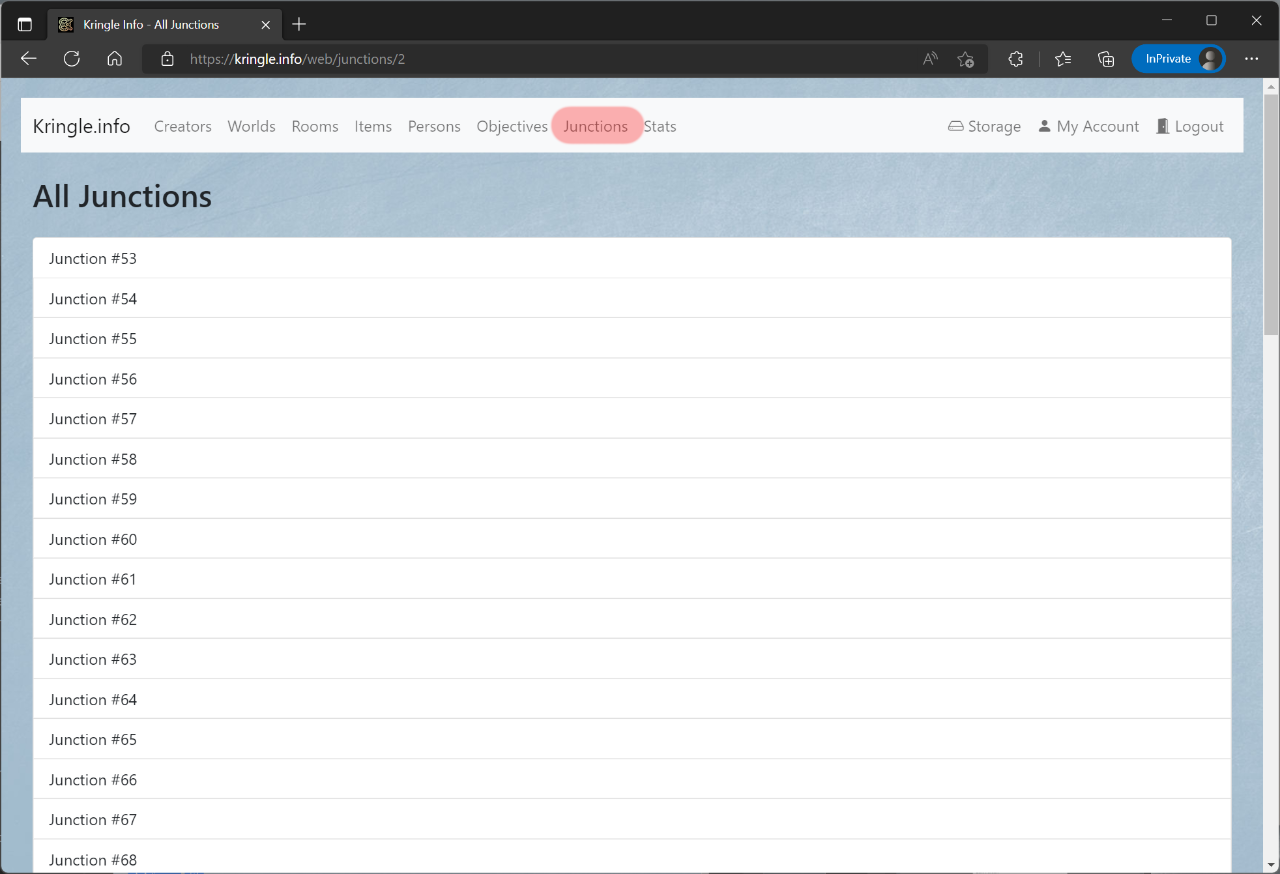 Kringle Info - All Junctions
https://kringle.info/web/junctions/2
InPrivate
Kringle.info Creators Worlds Rooms Items Persons Objectives Junctions Stats Storage My Account Logout
All Junctions
Junction #53
Junction #54
Junction #55
Junction #56
Junction #57
Junction #58
Junction #59
Junction #60
Junction #61
Junction #62
Junction #63
Junction #64
Junction #65
Junction #66
Junction #67
Junction #68